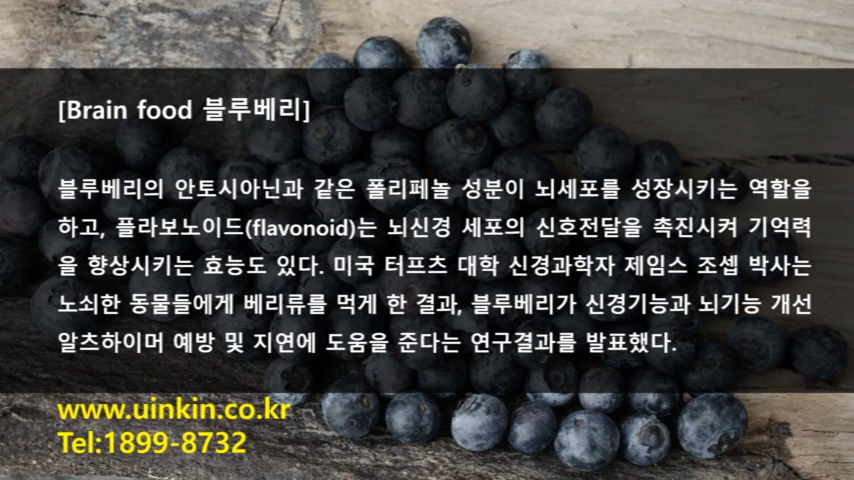 [Brain food 블루베리]
블루베리의 안토시아닌과 같은 폴리페놀 성분이 뇌세포를 성장시키는 역할을
하고, 플라보노이드(flavonoid)는 뇌신경 세포의 신호전달을 촉진시켜 기억력
을 향상시키는 효능도 있다. 미국 터프츠 대학 신경과학자 제임스 조셉 박사는
노쇠한 동물들에게 베리류를 먹게 한 결과, 블루베리가 신경기능과 뇌기능 개선
알츠하이머 예방 및 지연에 도움을 준다는 연구결과를 발표했다.
www.uinkin.co.kr
Tel:1899-8732